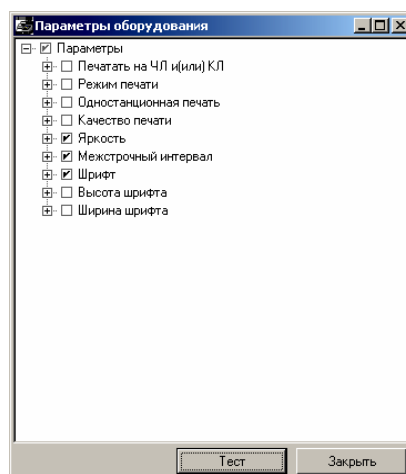 Параметры оборудования
Параметры
Печатать на ЧЛ и(или) КЛ
Режим печати
Одностанционная печать
Качество печати
Яркость
Межстрочный интервал
Шрифт
Высота шрифта
Ширина шрифта
Тест Закрыть